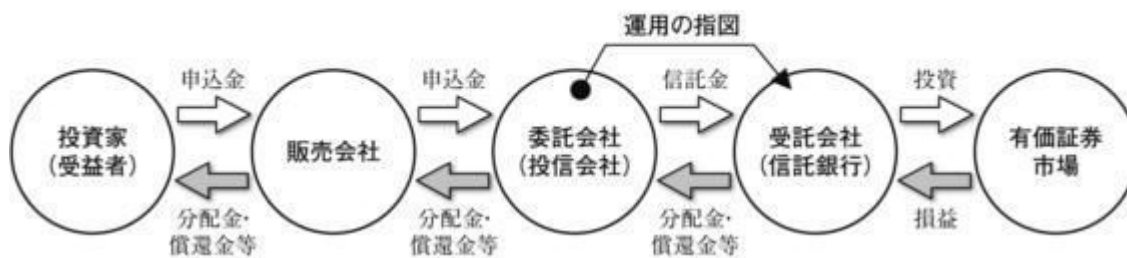 運用の指図
申込金
申込金
信託金
投資
投資家
(受益者)
販売会社
委託会社
(投信会社)
受託会社
(信託銀行)
有価証券
市場
分配金・
償還金等
分配金・
償還金等
分配金・
償還金等
損益